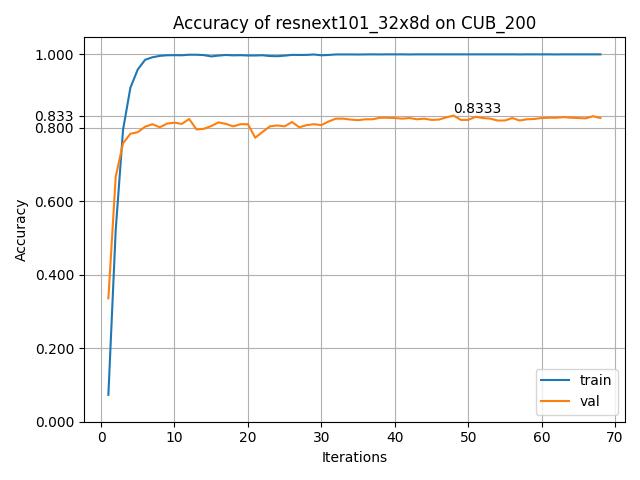 Accuracy of resnext101_32x8d on CUB_200
1.000
0.833
0.800
0.600
0.400
0.200
0.000
Accuracy
0.8333
train
val
0 10 20 30 40 50 60 70
Iterations